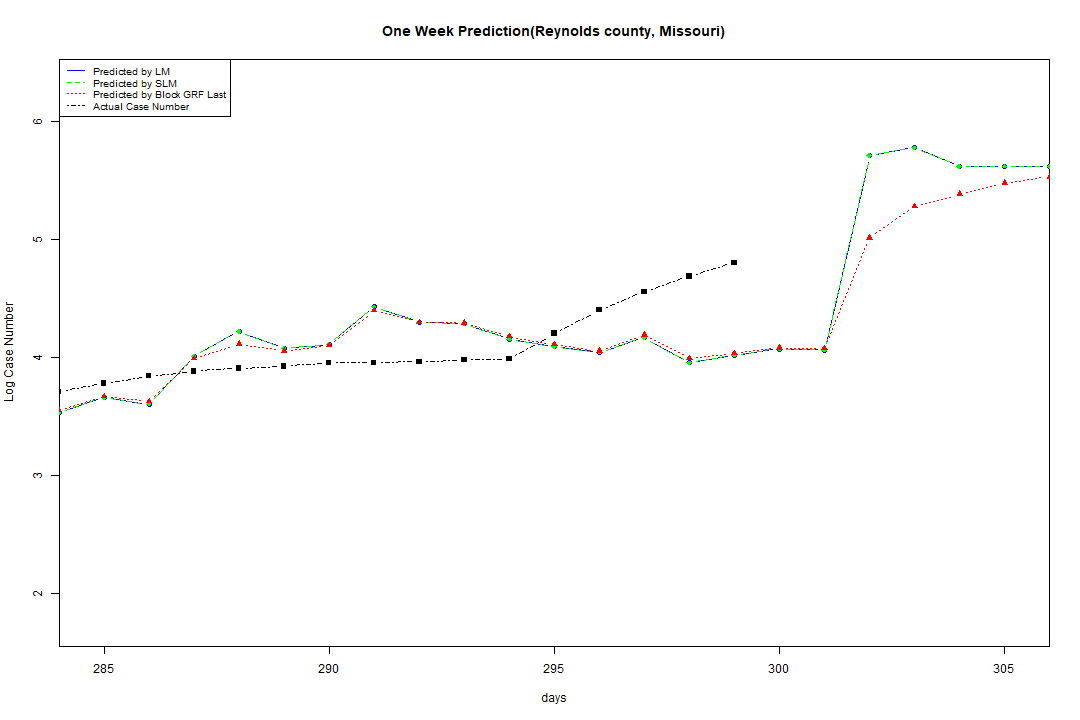 One Week Prediction(Reynolds county, Missouri)
Predicted by LM
Predicted by SLM
Predicted by Block GRF Last
Actual Case Number
6
5
4
3
2
Log Case Number
285 290 295 300 305
days